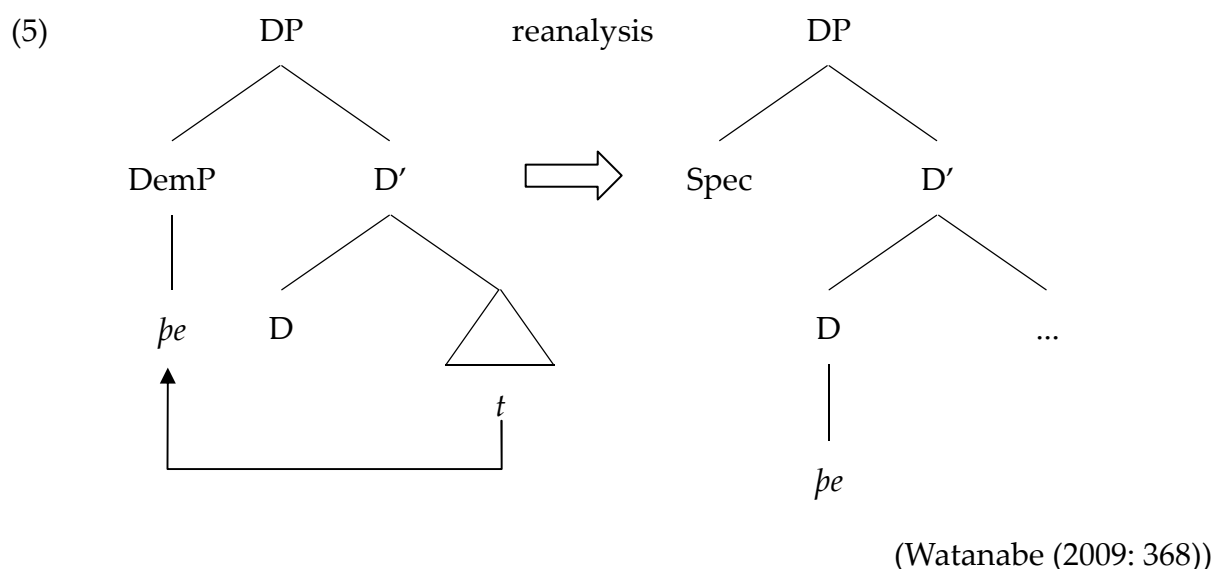 (5) DP reanalysis DP
DemP D′ Spec D′
þe D D ...
t
þe
(Watanabe (2009: 368))